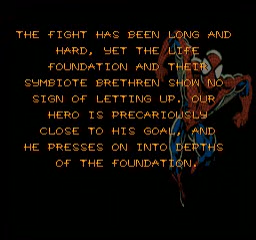 THE FIGHT HAS BEEN LONG AND
HARD, YET THE LIFE
FOUNDATION AND THEIR
SYMBIOTE BRETHREN SHOW NO
SIGN OF LETTING UP. OUR
HERO IS PRECARIOUSLY
CLOSE TO HIS GOAL, AND
HE PRESSES ON INTO DEPTHS
OF THE FOUNDATION.